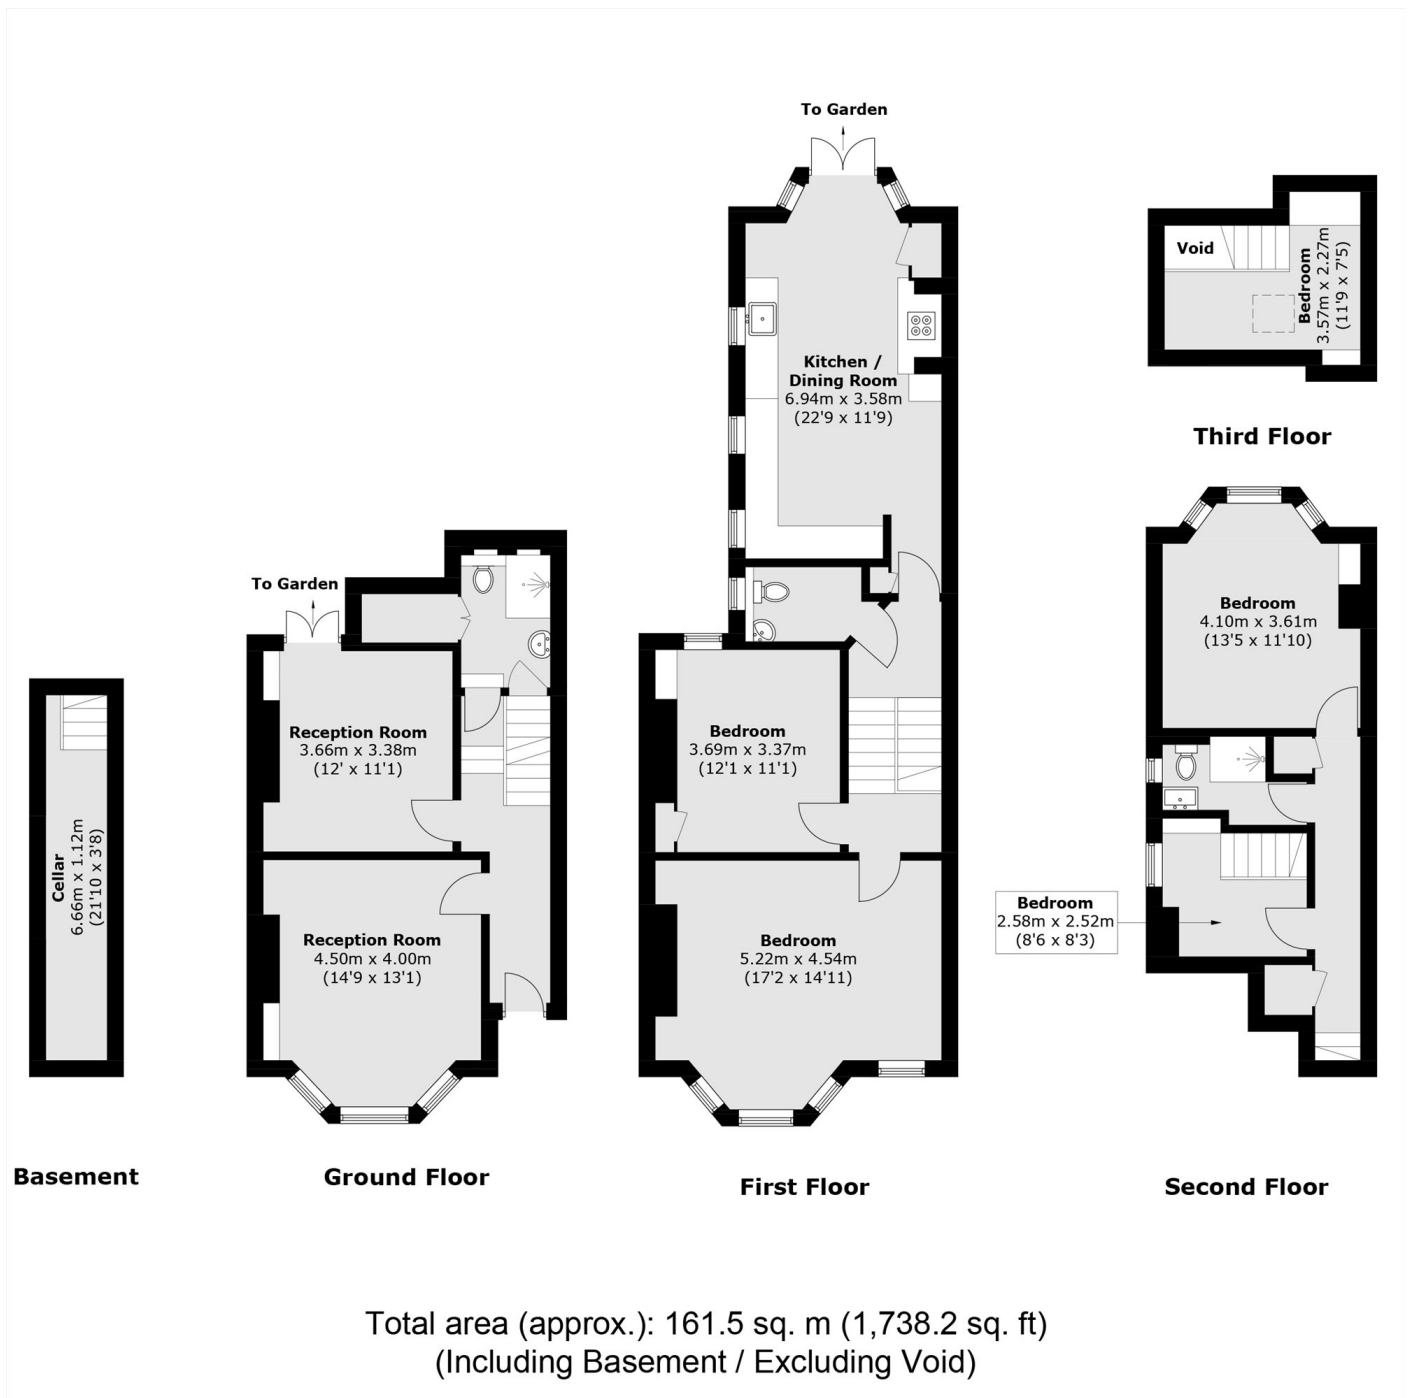 To Garden
Kitchen /
Dining Room
6.94m x 3.58m
(22'9 x 11'9)
Void
Bedroom
3.57m x 2.27m
(11'9 x 7'5)
Third Floor
To Garden
Reception Room
3.66m x 3.38m
(12' x 11'1)
Reception Room
4.50m x 4.00m
(14'9 x 13'1)
Bedroom
3.69m x 3.37m
(12'1 x 11'1)
Bedroom
5.22m x 4.54m
(17'2 x 14'11)
Bedroom
4.10m x 3.61m
(13'5 x 11'10)
Bedroom
2.58m x 2.52m
(8'6 x 8'3)
Cellar
6.66m x 1.12m
(21'10 x 3'8)
Basement
Ground Floor
First Floor
Second Floor
Total area (approx.): 161.5 sq. m (1,738.2 sq. ft)
(Including Basement / Excluding Void)